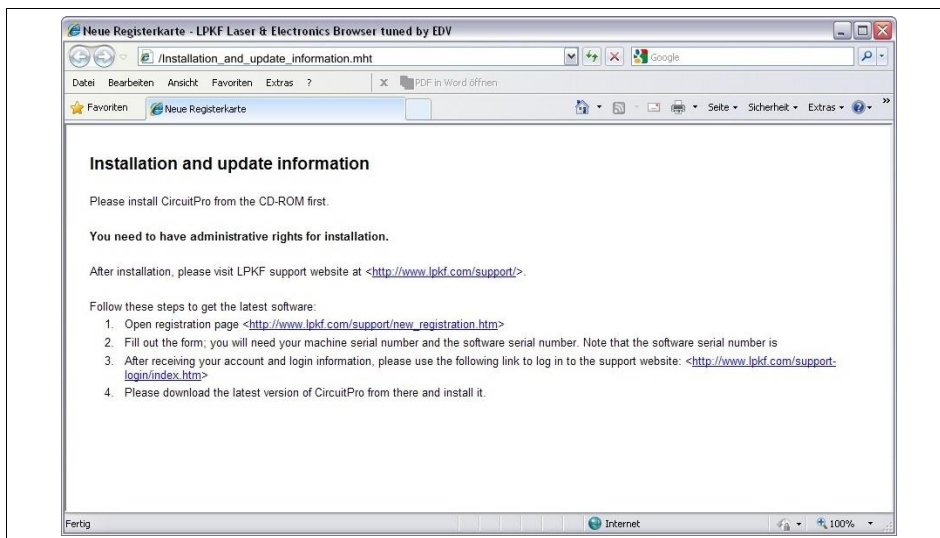 Neue Registerkarte - LPKF Laser & Electronics Browser tuned by EDV
/Installation_and_update_information.mht
Google
Datei Bearbeiten Ansicht Favoriten Extras ?
x PDF in Word öffnen
Favoriten Neue Registerkarte
Seite Sicherheit Extras
Installation and update information
Please install CircuitPro from the CD-ROM first.
You need to have administrative rights for installation.
After installation, please visit LPKF support website at <http://www.lpkf.com/support/>.
Follow these steps to get the latest software:
1. Open registration page <http://www.lpkf.com/support/new_registration.htm>
2. Fill out the form; you will need your machine serial number and the software serial number. Note that the software serial number is
3. After receiving your account and login information, please use the following link to log in to the support website: <http://www.lpkf.com/support-
login/index.htm>
4. Please download the latest version of CircuitPro from there and install it.
Fertig
Internet
100%